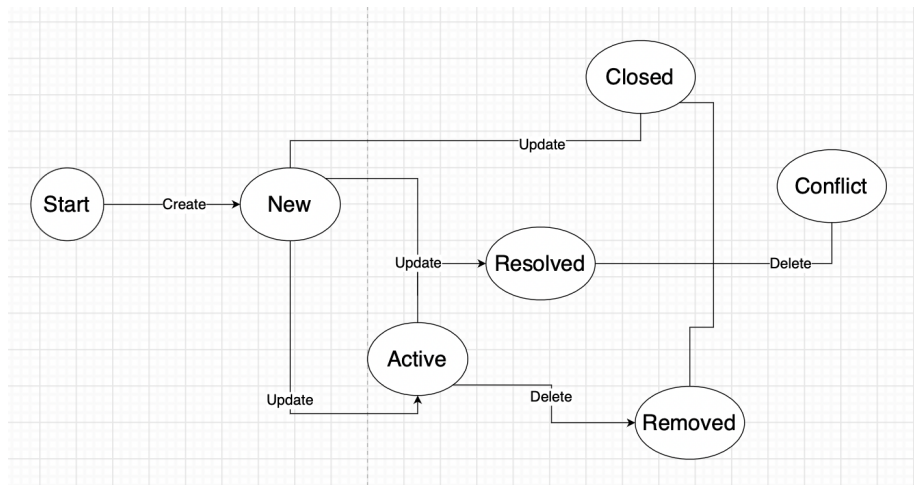 Closed
Update
Conflict
Start
Create
New
Update
Resolved
Delete
Active
Update
Delete
Removed